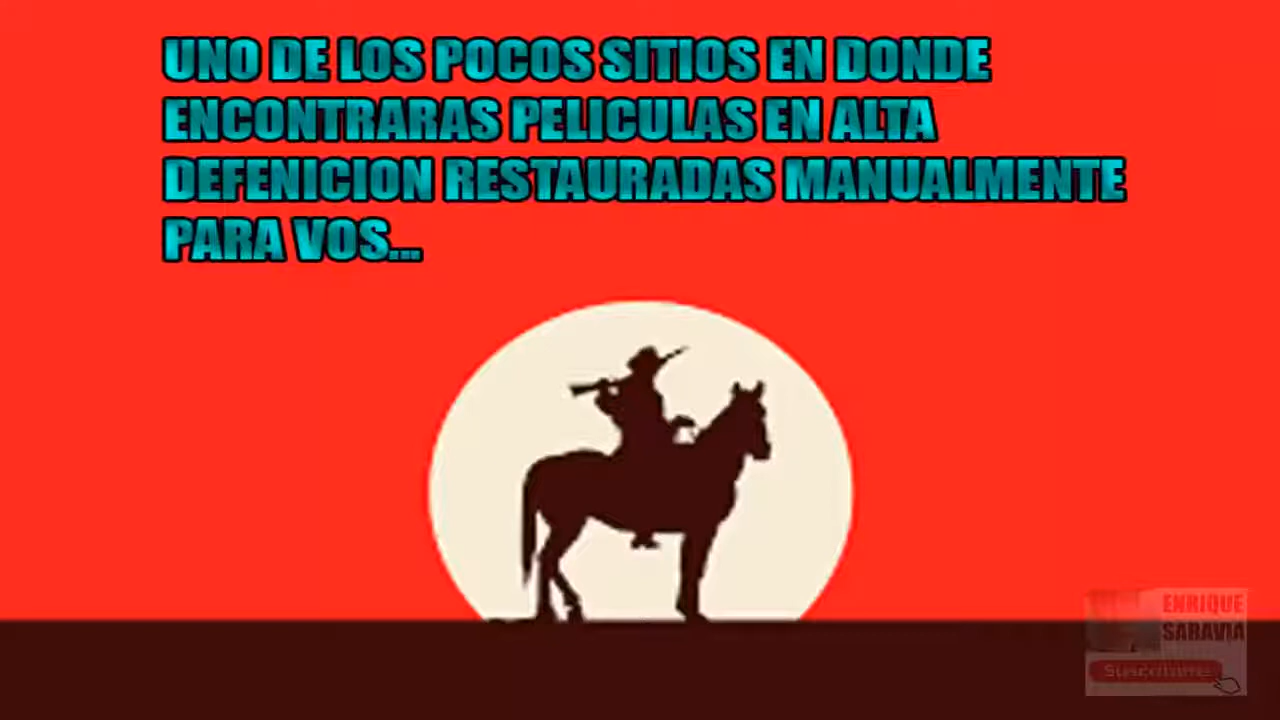 UNO DE LOS POCOS SITIOS EN DONDE
ENCONTRARAS PELICULAS EN ALTA
DEFENICION RESTAURADAS MANUALMENTE
PARA VOS...
ENRIQUE
SARAVIA